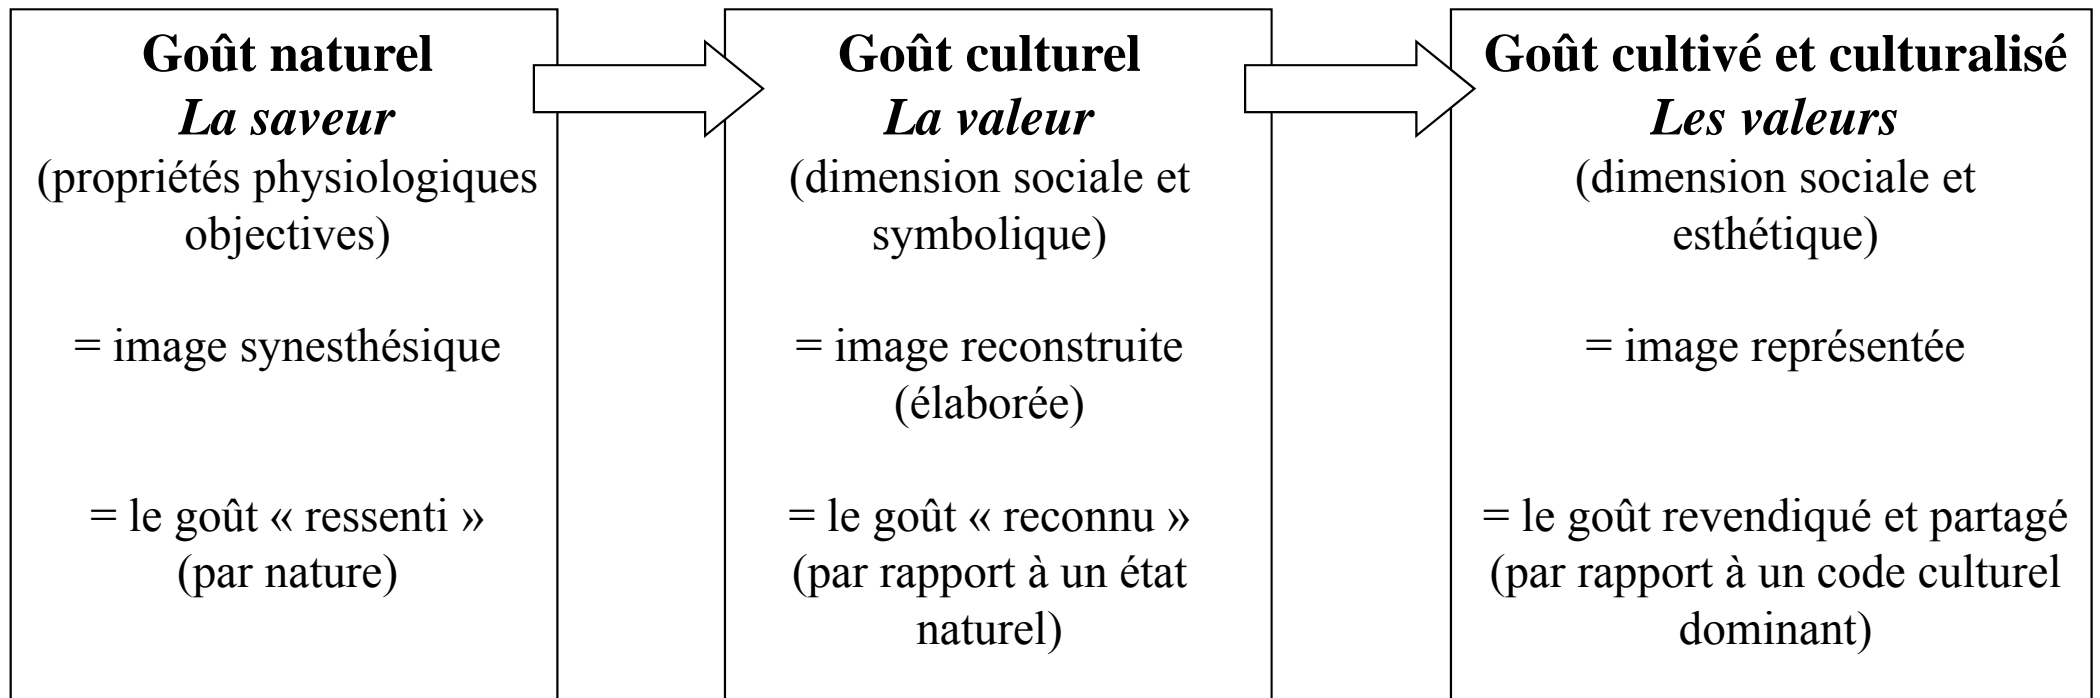 Goût naturel
La saveur
(propriétés physiologiques
objectives)
= image synesthésique
= le goût « ressenti »
(par nature)
Goût culturel
La valeur
(dimension sociale et
symbolique)
= image reconstruite
(élaborée)
= le goût « reconnu »
(par rapport à un état
naturel)
Goût cultivé et culturalisé
Les valeurs
(dimension sociale et
esthétique)
= image représentée
= le goût revendiqué et partagé
(par rapport à un code culturel
dominant)